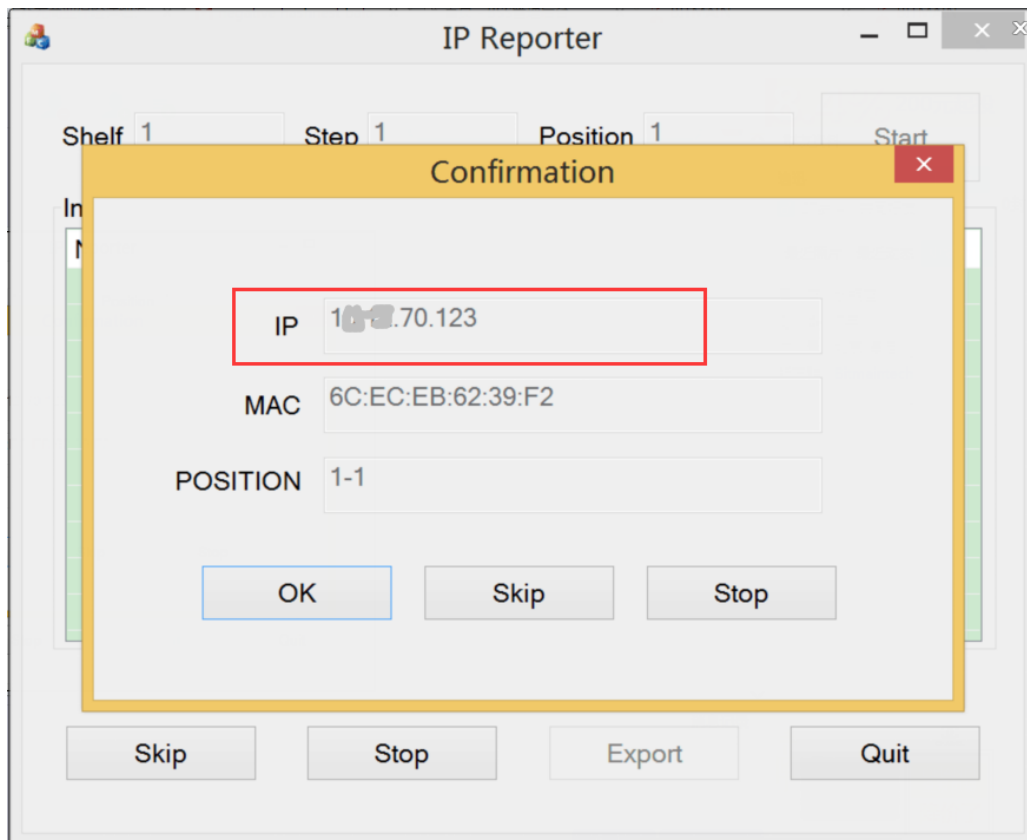 IP Reporter
Shelf 1 Step 1 Position 1 Start
Confirmation
IP .70.123
MAC 6C:EC:EB:62:39:F2
POSITION 1-1
OK Skip Stop
Skip Stop Export Quit